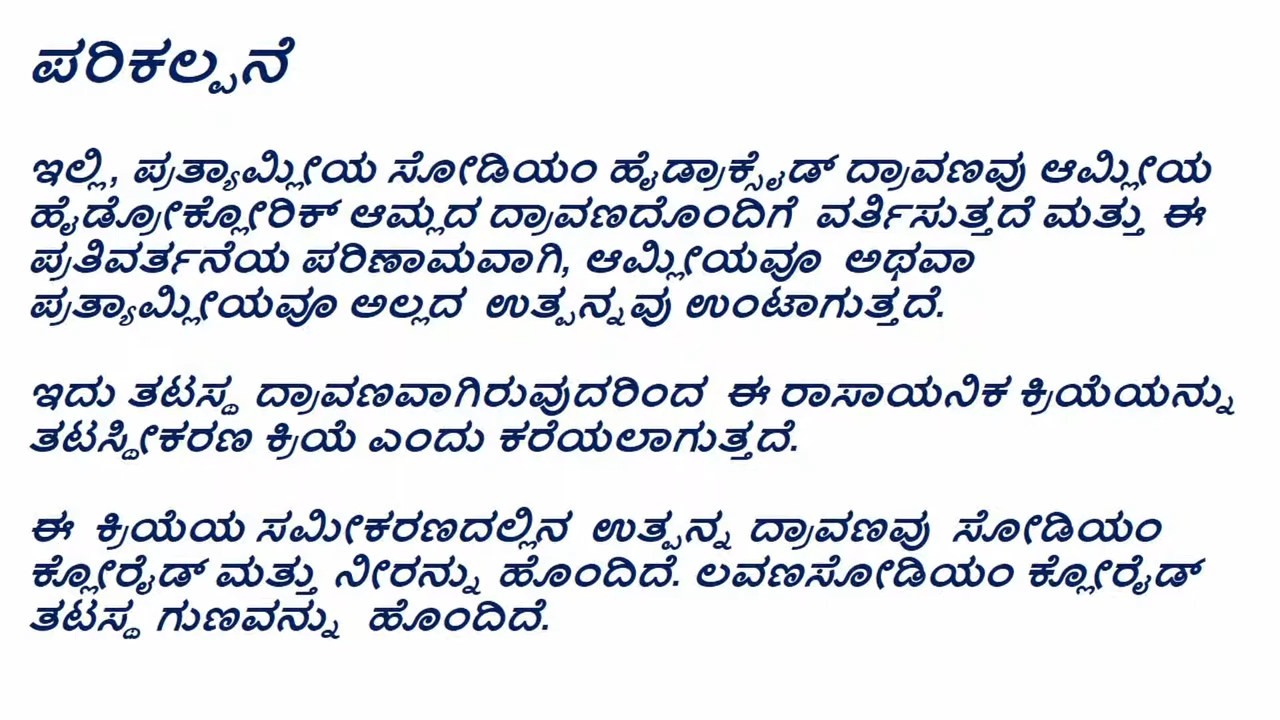 ಪರಿಕಲ್ಪನೆ
ಇಲ್ಲಿ, ಪ್ರತ್ಯಾಮ್ಲೀಯ ಸೋಡಿಯಂ ಹೈಡ್ರಾಕ್ಸೈಡ್ ದ್ರಾವಣವು ಆಮ್ಲೀಯ
ಹೈಡ್ರೋಕ್ಲೋರಿಕ್ ಆಮ್ಲದ ದ್ರಾವಣದೊಂದಿಗೆ ವರ್ತಿಸುತ್ತದೆ ಮತ್ತು ಈ
ಪ್ರತಿವರ್ತನೆಯ ಪರಿಣಾಮವಾಗಿ, ಆಮ್ಲೀಯವೂ ಅಥವಾ
ಪ್ರತ್ಯಾಮ್ಲೀಯವೂ ಅಲ್ಲದ ಉತ್ಪನ್ನವು ಉಂಟಾಗುತ್ತದೆ.
ಇದು ತಟಸ್ಥ ದ್ರಾವಣವಾಗಿರುವುದರಿಂದ ಈ ರಾಸಾಯನಿಕ ಕ್ರಿಯೆಯನ್ನು
ತಟಸ್ಥೀಕರಣ ಕ್ರಿಯೆ ಎಂದು ಕರೆಯಲಾಗುತ್ತದೆ.
ಈ ಕ್ರಿಯೆಯ ಸಮೀಕರಣದಲ್ಲಿನ ಉತ್ಪನ್ನ ದ್ರಾವಣವು ಸೋಡಿಯಂ
ಕ್ಲೋರೈಡ್ ಮತ್ತು ನೀರನ್ನು ಹೊಂದಿದೆ. ಲವಣಸೋಡಿಯಂ ಕ್ಲೋರೈಡ್
ತಟಸ್ಥ ಗುಣವನ್ನು ಹೊಂದಿದೆ.